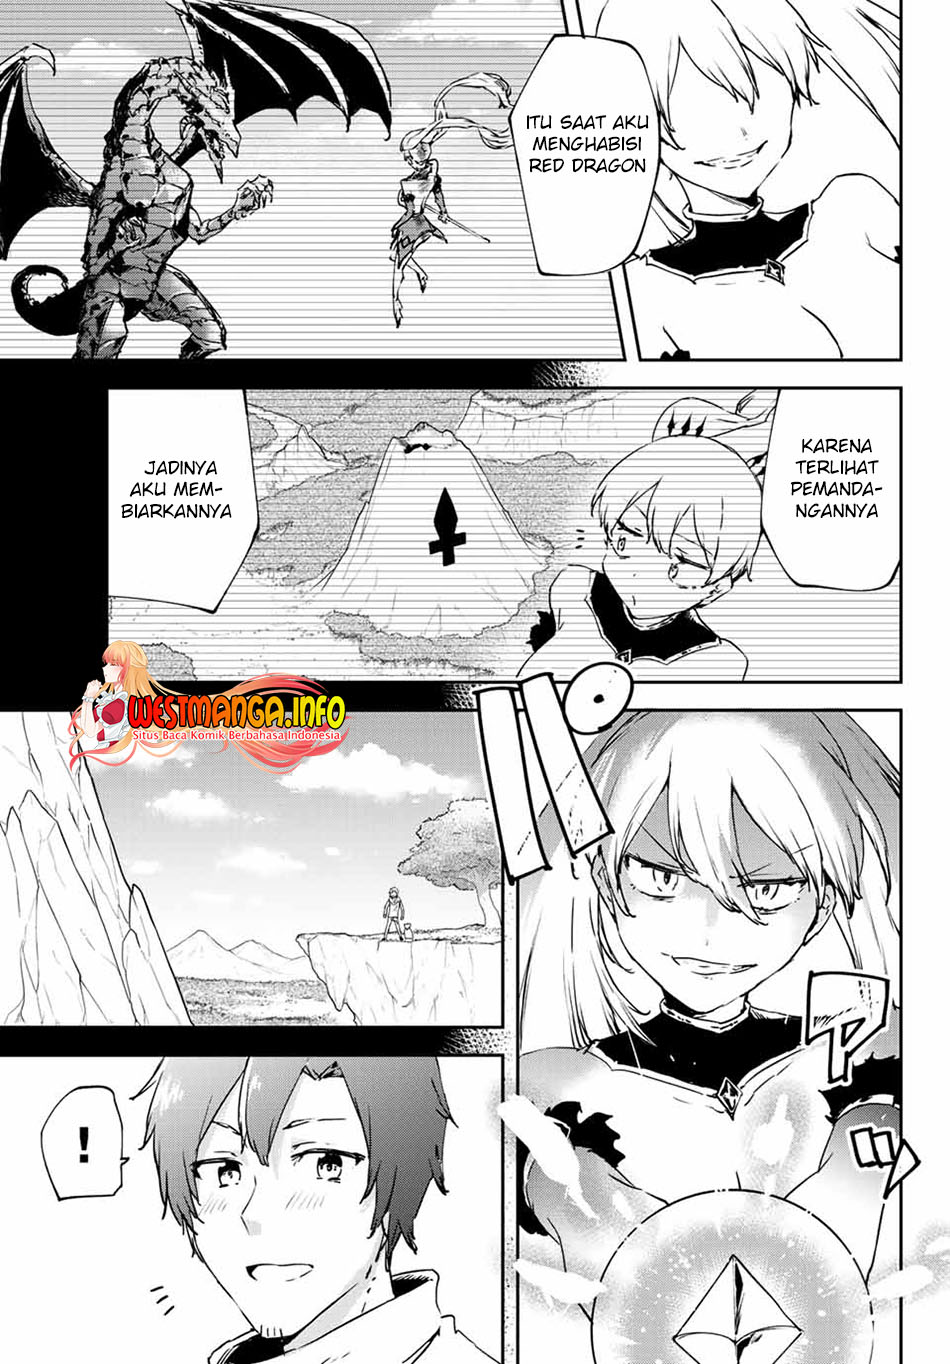 ITU SAAT AKU
MENGHABISI
RED DRAGON
KARENA
TERLIHAT
PEMANDA-
NGANNYA
JADINYA
AKU MEM-
BIARKANNYA
WESTMANGA.INFO
Situs Baca Komik Berbahasa Indonesia
!